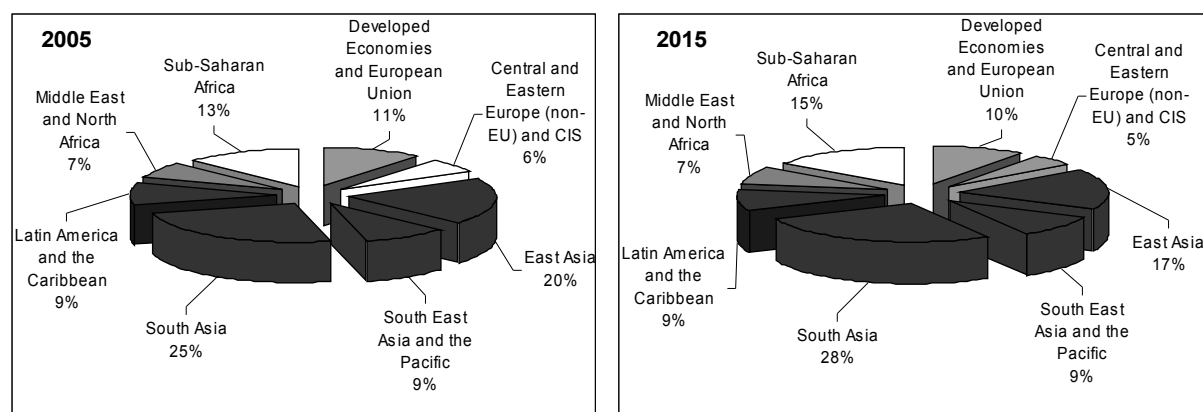 2005
Developed
Economies
and European
Union
11%
Central and
Eastern
Europe (non-
EU) and CIS
6%
East Asia
20%
South East
Asia and the
Pacific
9%
South Asia
25%
Latin America
and the
Caribbean
9%
Middle East
and North
Africa
7%
Sub-Saharan
Africa
13%
2015
Developed
Economies
and European
Union
10%
Central and
Eastern
Europe (non-
EU) and CIS
5%
East Asia
17%
South East
Asia and the
Pacific
9%
South Asia
28%
Latin America
and the
Caribbean
9%
Middle East
and North
Africa
7%
Sub-Saharan
Africa
15%